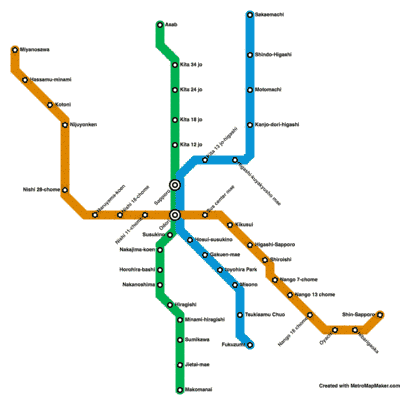 Sakaemachi
Asab
Shindo-Higashi
Miyanosawa
Kita 34 jo
Hassamu-minami
Kita 24 jo
Motomachi
Kotoni
Kita 18 jo
Nijuyonken
Kanjo-dori-higashi
Kita 12 jo
Kita 13 jo-higashi
Higashi-kuyakyusho mae
Sapporo
Nishi 28-chome
Maruyama-koen
Nishi 18-chome
Nishi 11-chome
Odori
Bus center mae
Kikusui
Susukino
Hosui-susukino
Higashi-Sapporo
Nakajima-koen
Gakuen-mae
Shiroishi
Horohira-bashi
Toyohira Park
Nango 7-chome
Nakanoshima
Misono
Nango 13 chome
Hiragishi
Tsukisamu Chuo
Nango 18 chome
Shin-Sapporo
Minami-hiragishi
Oyachi
Hibarigaoka
Sumikawa
Fukuzumi
Jietai-mae
Makomanai
Created with MetroMapMaker.com